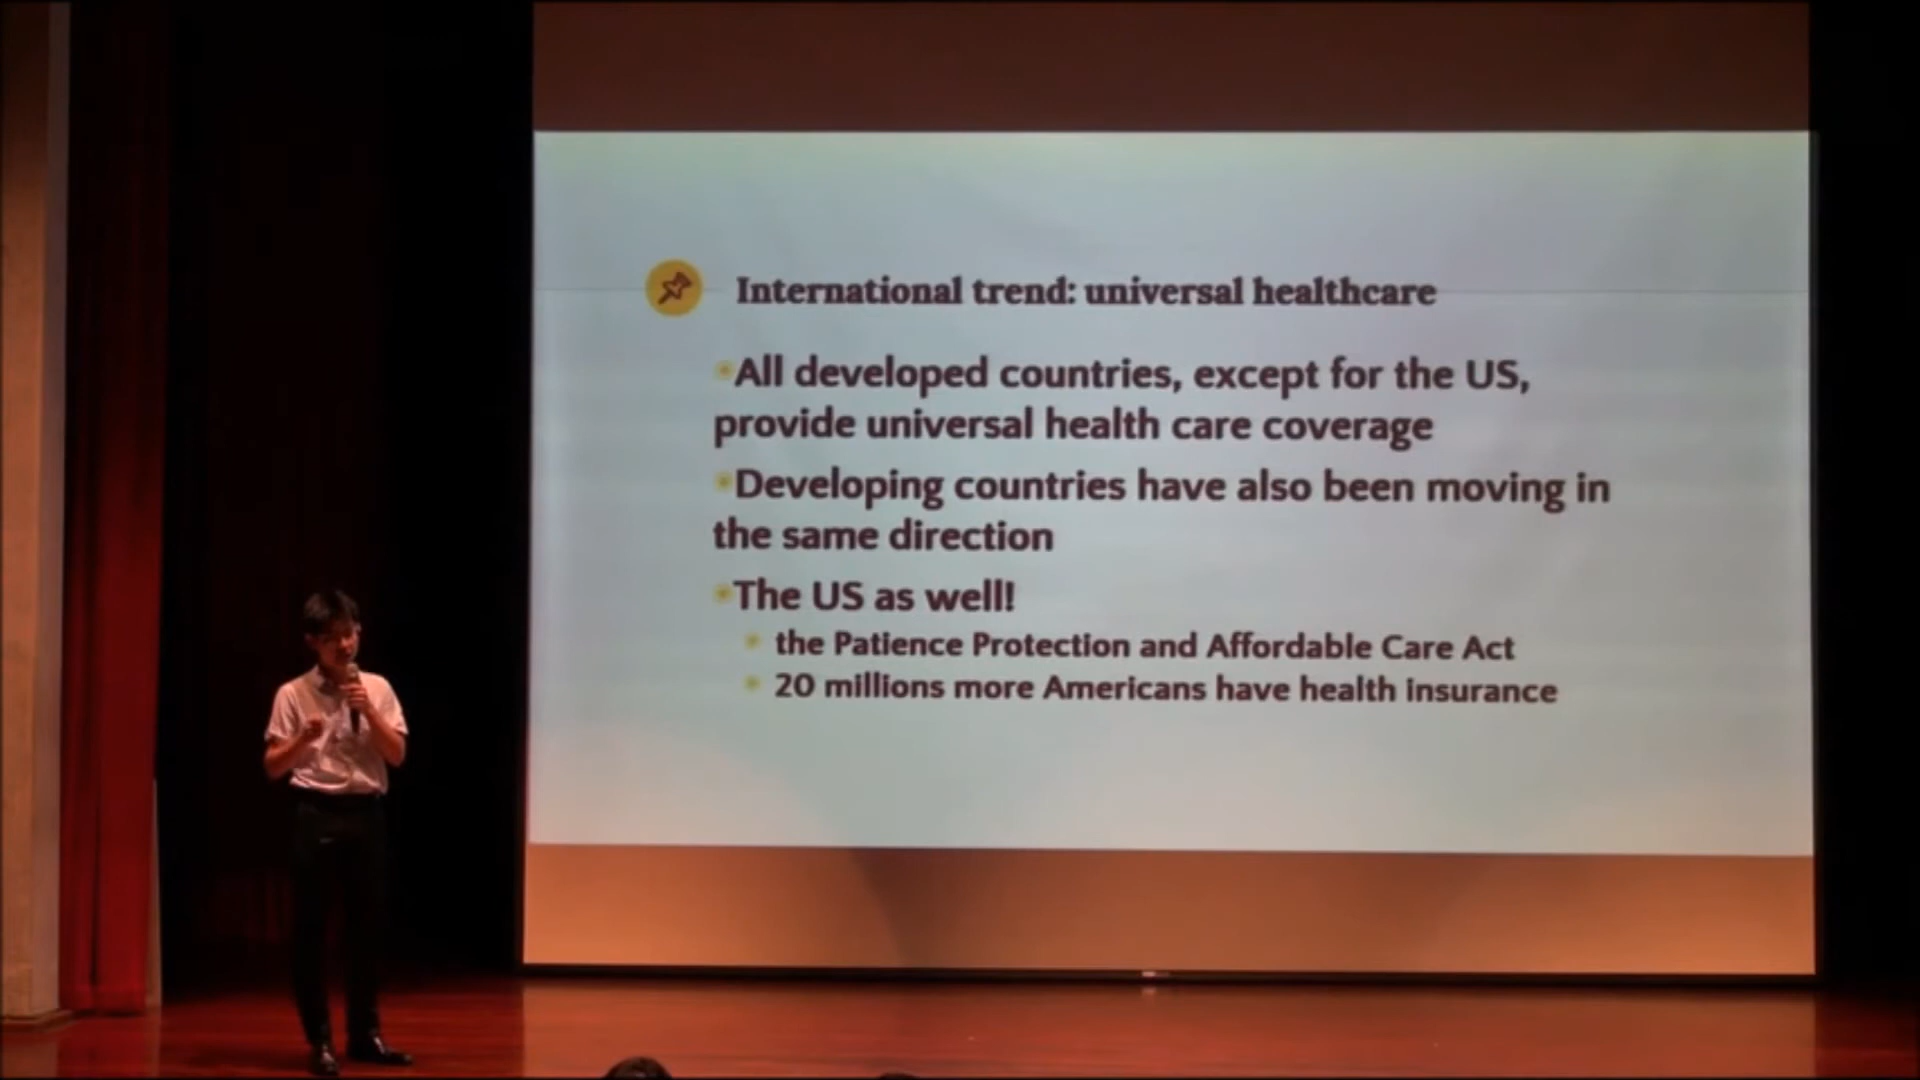 International trend: universal healthcare
All developed countries, except for the US,
provide universal health care coverage
Developing countries have also been moving in
the same direction
The US as well!
the Patience Protection and Affordable Care Act
20 millions more Americans have health insurance